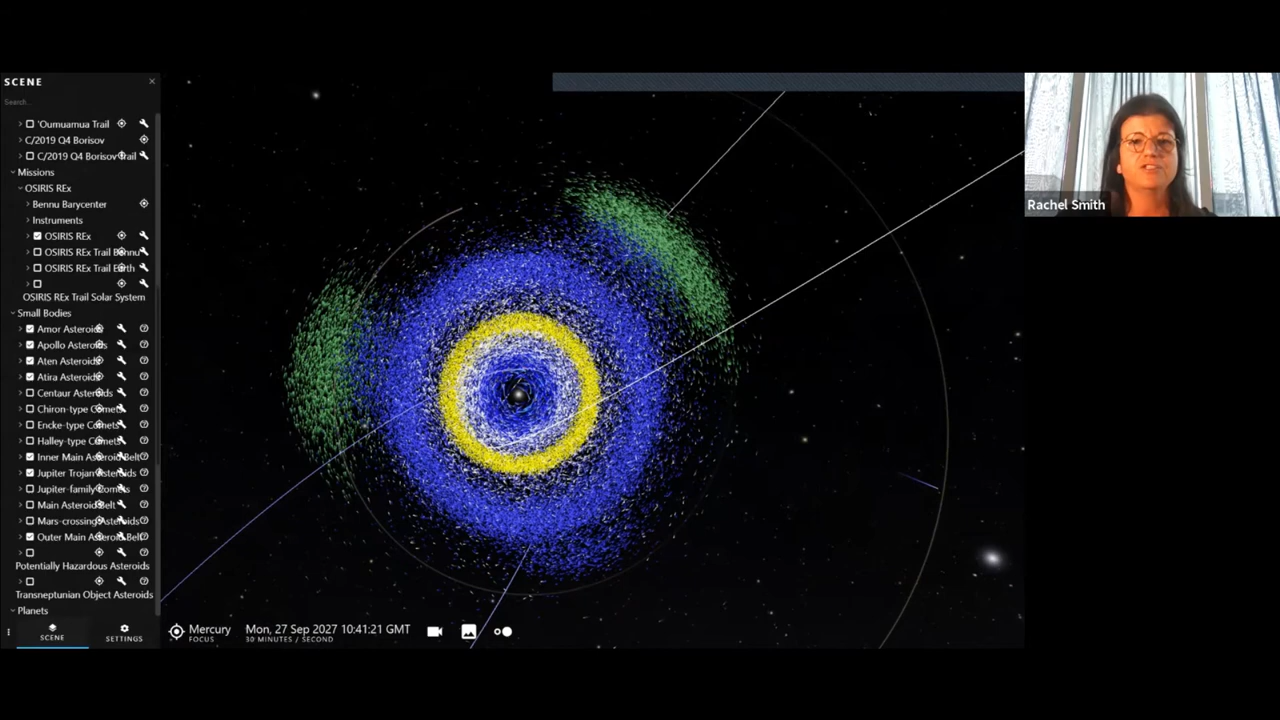 SCENE
Search...
'Oumuamua Trail
C/2019 Q4 Borisov
C/2019 Q4 Borisov Trail
Missions
OSIRIS REx
Bennu Barycenter
Instruments
OSIRIS REx
OSIRIS REx Trail Bennu
OSIRIS REx Trail Earth
OSIRIS REx Trail Solar System
Small Bodies
Amor Asteroids
Apollo Asteroids
Aten Asteroids
Atira Asteroids
Centaur Asteroids
Chiron-type Comets
Encke-type Comets
Halley-type Comets
Inner Main Asteroid Belt
Jupiter Trojan Asteroids
Jupiter-family Comets
Main Asteroid Belt
Mars-crossing Asteroids
Outer Main Asteroid Belt
Potentially Hazardous Asteroids
Transneptunian Object Asteroids
Planets
SCENE
SETTINGS
Mercury
FOCUS
Mon, 27 Sep 2027 10:41:21 GMT
30 MINUTES / SECOND
Rachel Smith